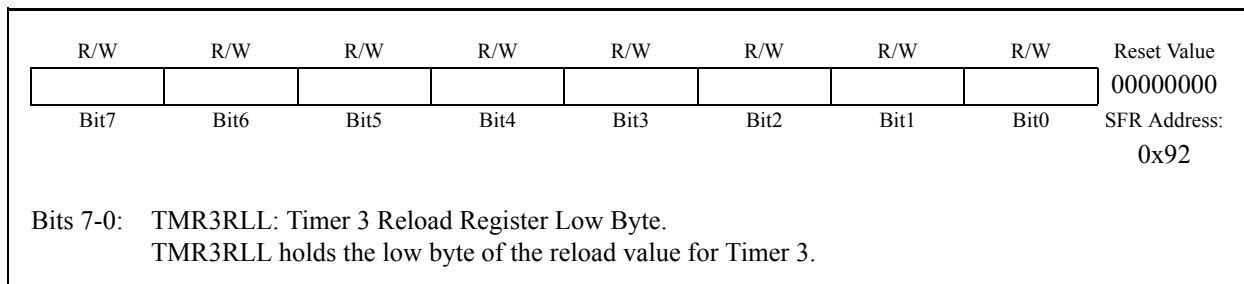 R/W R/W R/W R/W R/W R/W R/W R/W Reset Value
00000000
Bit7 Bit6 Bit5 Bit4 Bit3 Bit2 Bit1 Bit0 SFR Address:
0x92
Bits 7-0: TMR3RLL: Timer 3 Reload Register Low Byte.
TMR3RLL holds the low byte of the reload value for Timer 3.